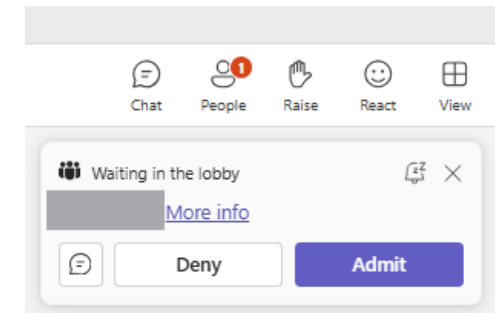 1
Chat People Raise React View
Waiting in the lobby
More info
Deny Admit